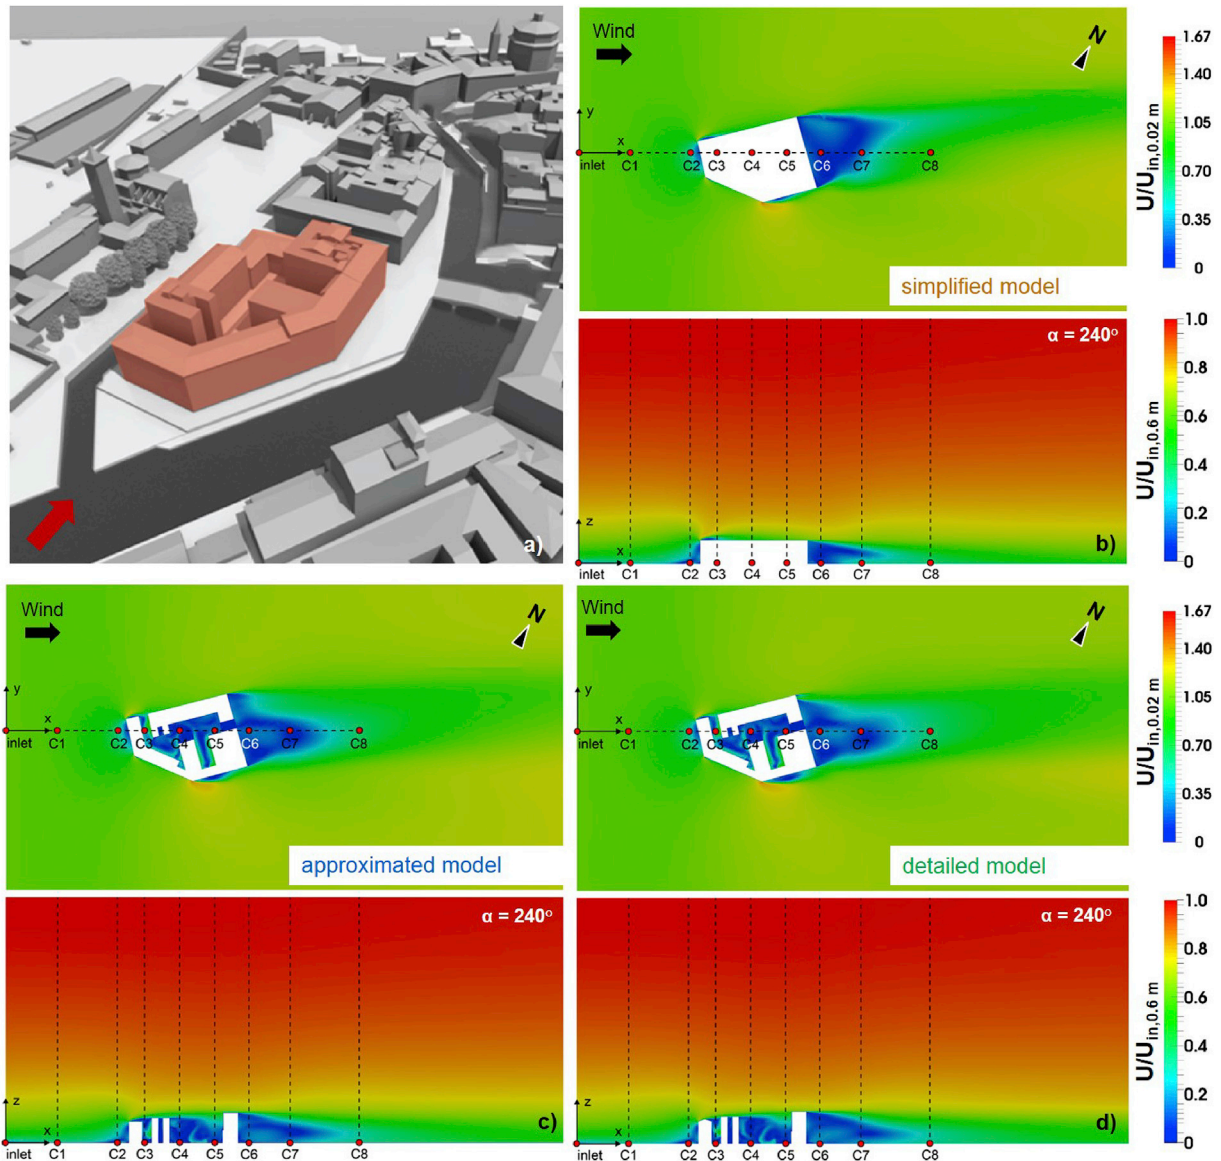 a)
Wind
N
y
x
inlet
C1
C2
C3
C4
C5
C6
C7
C8
simplified model
1.67
1.40
1.05
0.70
0.35
0
U/Uin,0.02 m
α = 240°
z
x
inlet
C1
C2
C3
C4
C5
C6
C7
C8
b)
1.0
0.8
0.6
0.4
0.2
0
U/Uin,0.6 m
Wind
N
y
x
inlet
C1
C2
C3
C4
C5
C6
C7
C8
approximated model
α = 240°
z
x
inlet
C1
C2
C3
C4
C5
C6
C7
C8
c)
Wind
N
y
x
inlet
C1
C2
C3
C4
C5
C6
C7
C8
detailed model
1.67
1.40
1.05
0.70
0.35
0
U/Uin,0.02 m
α = 240°
z
x
inlet
C1
C2
C3
C4
C5
C6
C7
C8
d)
1.0
0.8
0.6
0.4
0.2
0
U/Uin,0.6 m